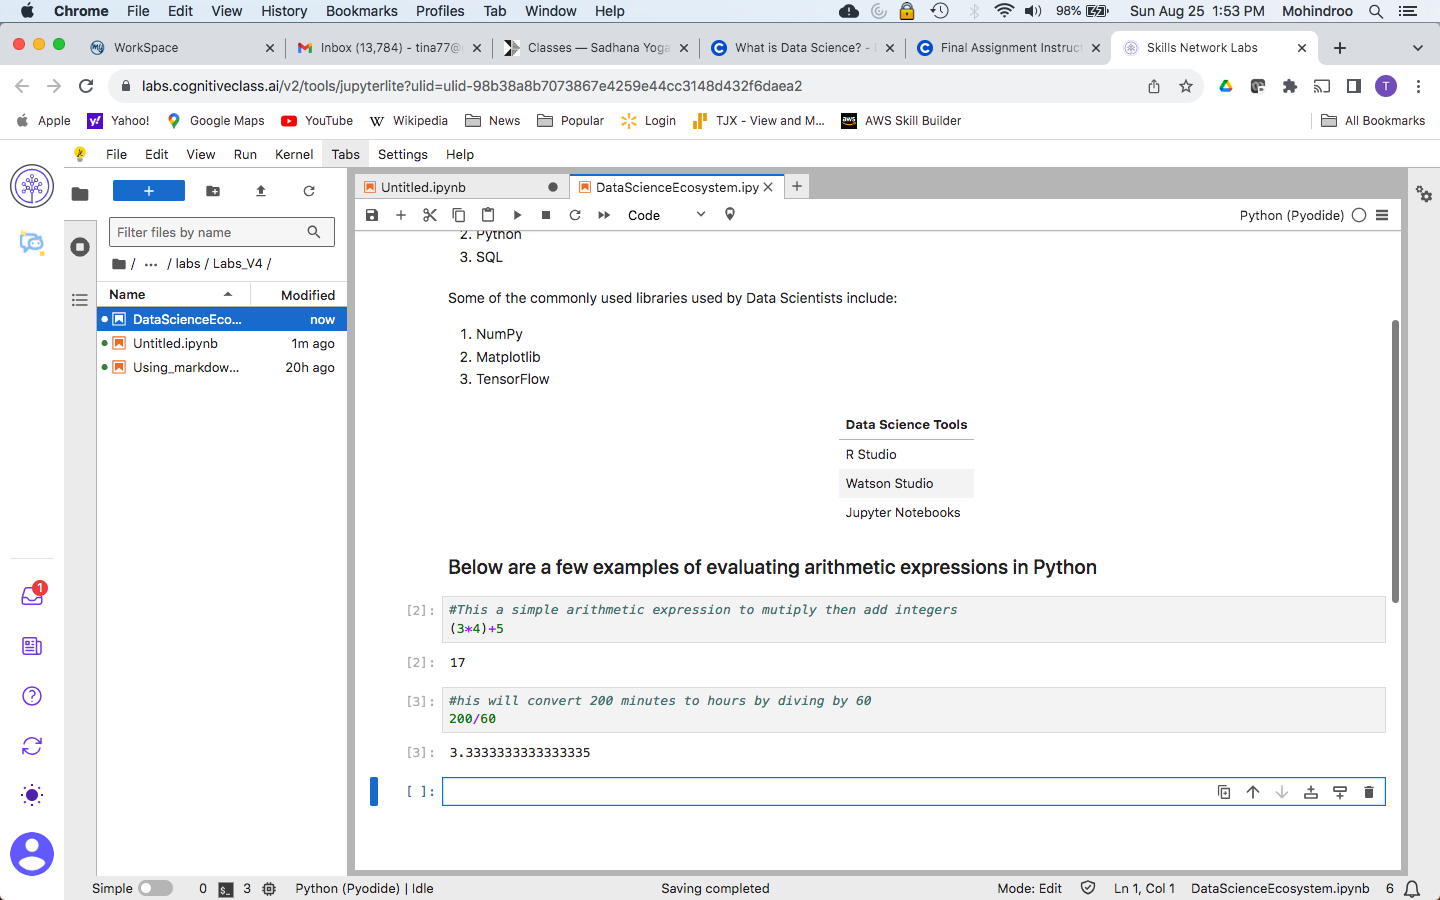 Chrome File Edit View History Bookmarks Profiles Tab Window Help 98% Sun Aug 25 1:53 PM Mohindroo
WorkSpace Inbox (13,784) - tina77@ Classes — Sadhana Yoga What is Data Science? - Final Assignment Instruct Skills Network Labs
labs.cognitiveclass.ai/v2/tools/jupyterlite?ulid=ulid-98b38a8b7073867e4259e44cc3148d432f6daea2
T
Apple Yahoo! Google Maps YouTube Wikipedia News Popular Login TJX - View and M... AWS Skill Builder All Bookmarks
File Edit View Run Kernel Tabs Settings Help
Untitled.ipynb DataScienceEcosystem.ipy
Code Python (Pyodide)
Filter files by name
/ ... / labs / Labs_V4 /
Name Modified
DataScienceEco... now
Untitled.ipynb 1m ago
Using_markdow... 20h ago
2. Python
3. SQL
Some of the commonly used libraries used by Data Scientists include:
1. NumPy
2. Matplotlib
3. TensorFlow
Data Science Tools
R Studio
Watson Studio
Jupyter Notebooks
Below are a few examples of evaluating arithmetic expressions in Python
[2]: #This a simple arithmetic expression to mutiply then add integers
(3*4)+5
[2]: 17
[3]: #his will convert 200 minutes to hours by diving by 60
200/60
[3]: 3.3333333333333335
[ ]:
1
Simple 0 $_ 3 Python (Pyodide) | Idle Saving completed Mode: Edit Ln 1, Col 1 DataScienceEcosystem.ipynb 6